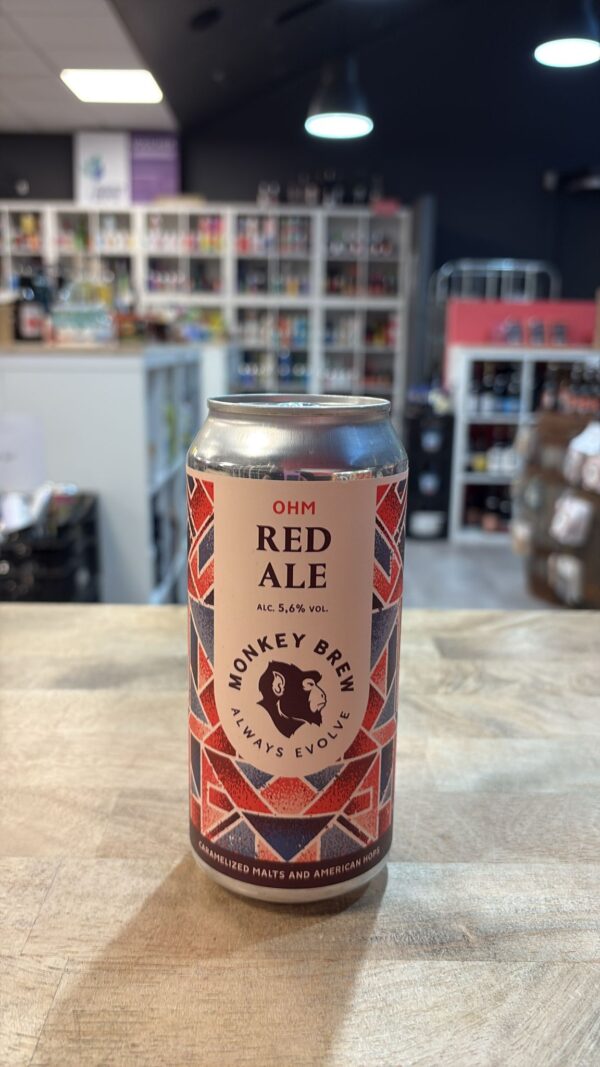 OHM
RED
ALE
ALC. 5,6% VOL.
MONKEY BREW
ALWAYS EVOLVE
CARAMELIZED MALTS AND AMERICAN HOPS